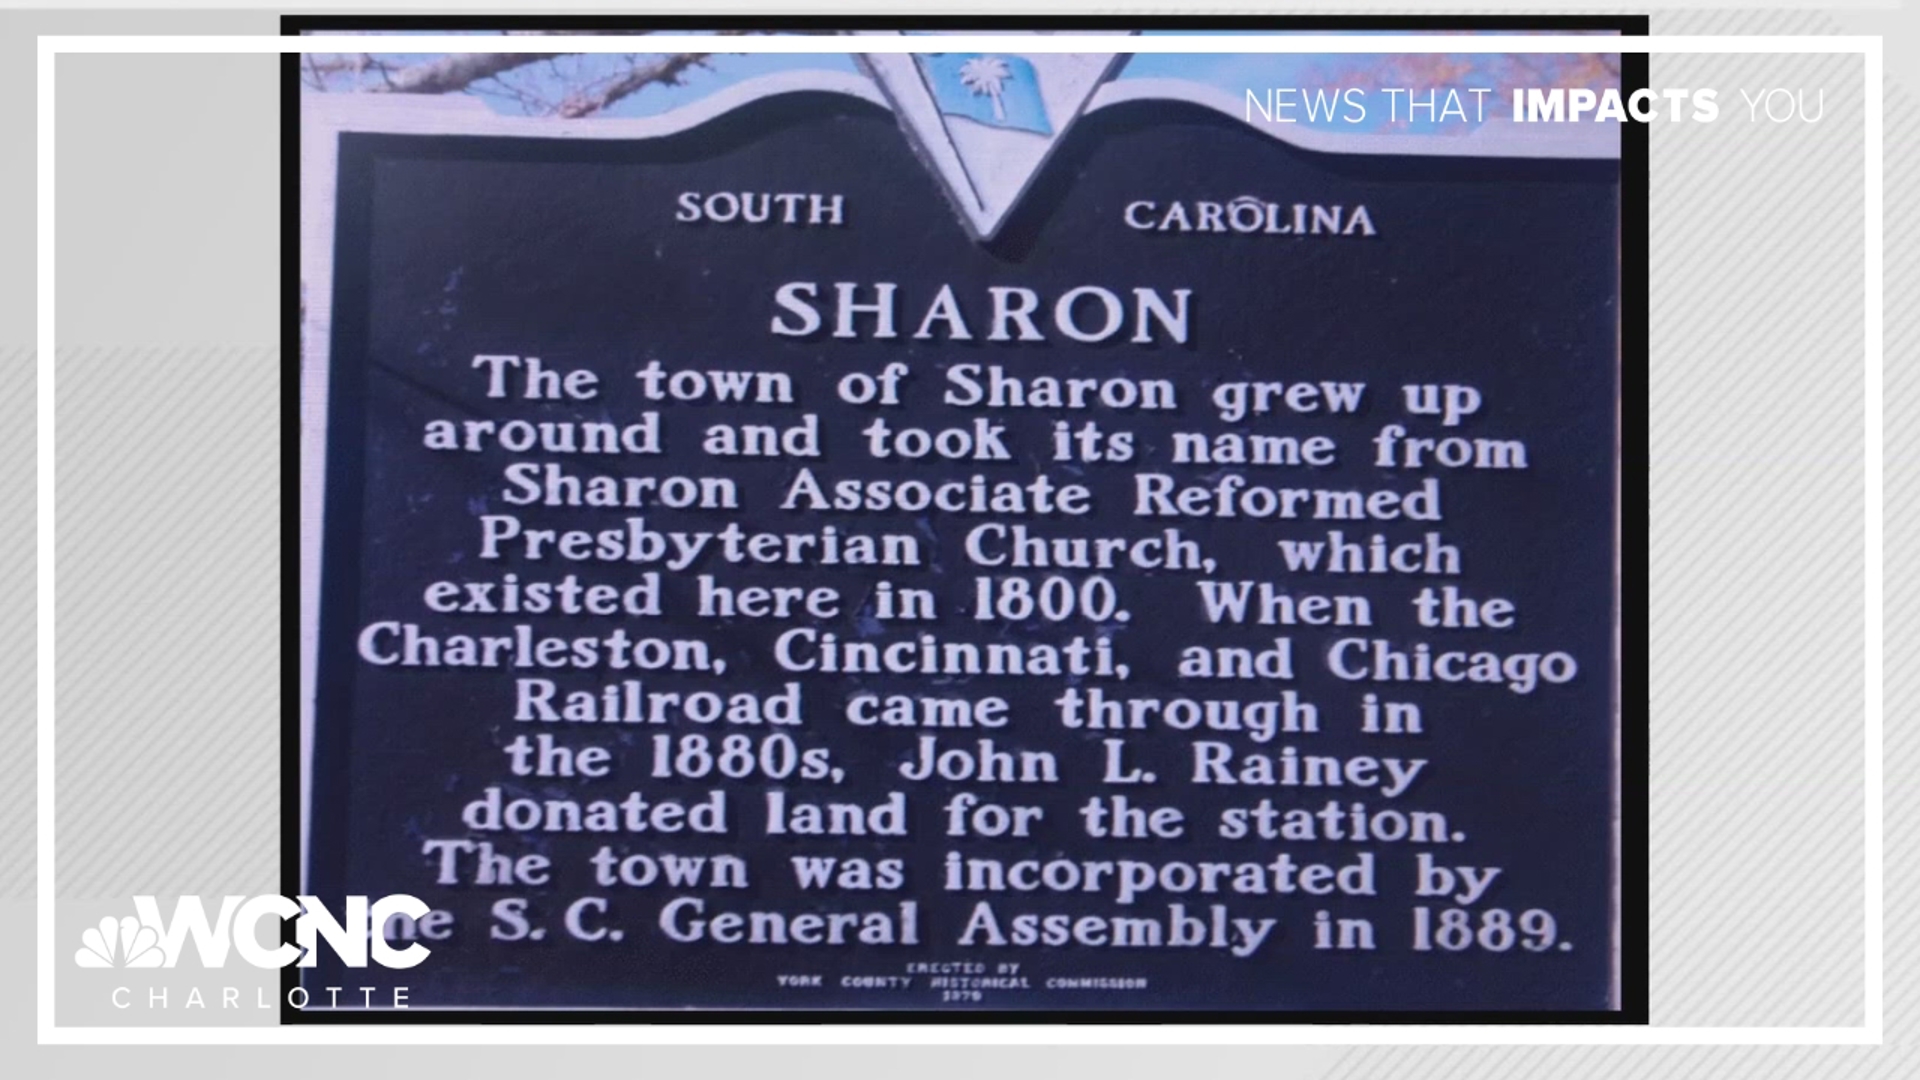 NEWS THAT IMPACTS YOU
SOUTH CAROLINA
SHARON
The town of Sharon grew up
around and took its name from
Sharon Associate Reformed
Presbyterian Church, which
existed here in 1800. When the
Charleston, Cincinnati, and Chicago
Railroad came through in
the 1880s, John L. Rainey
donated land for the station.
The town was incorporated by
the S. C. General Assembly in 1889.
ERECTED BY
YORK COUNTY HISTORICAL COMMISSION
WCNC
CHARLOTTE